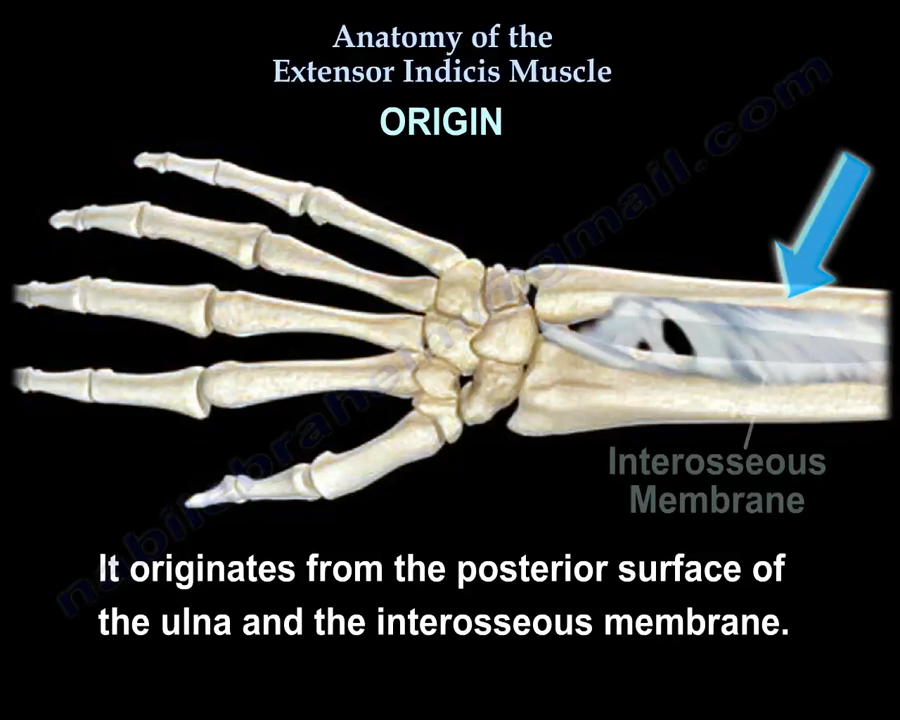 Anatomy of the
Extensor Indicis Muscle
ORIGIN
Interosseous
Membrane
It originates from the posterior surface of
the ulna and the interosseous membrane.